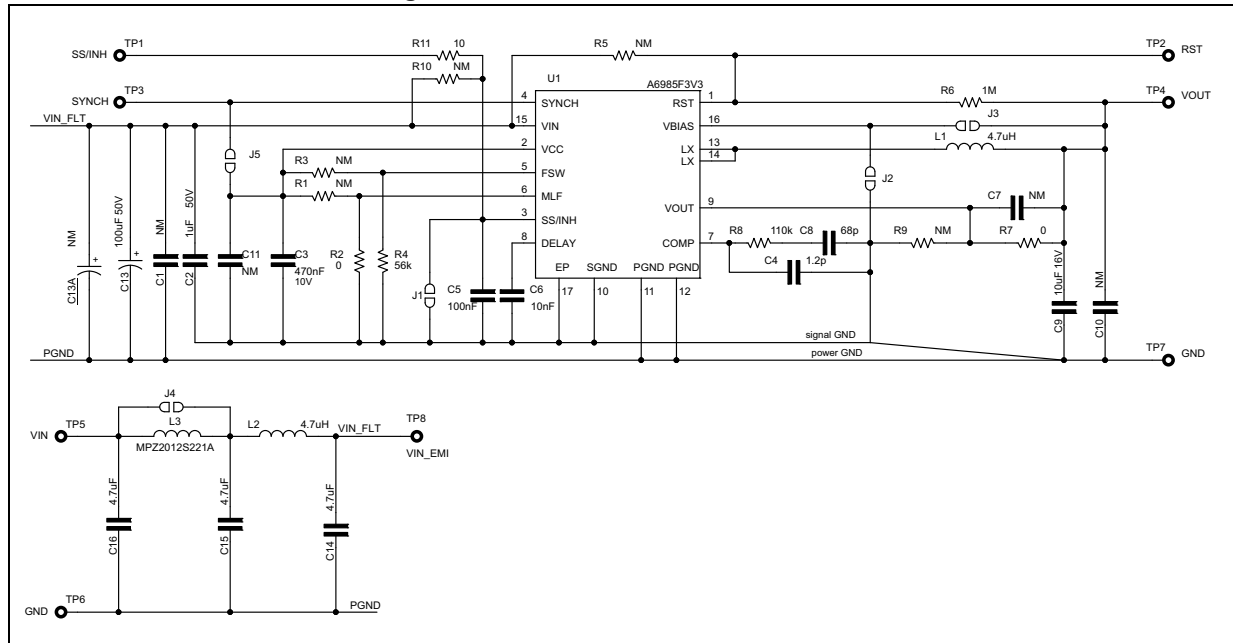 TP1
SS/INH
R11 10
R10 NM
R5 NM
TP2
RST
TP3
SYNCH
U1
A6985F3V3
R6 1M
TP4
VOUT
VIN_FLT
4 SYNCH
15 VIN
2 VCC
5 FSW
6 MLF
3 SS/INH
8 DELAY
RST 1
VBIAS 16
LX 13
LX 14
VOUT 9
COMP 7
EP SGND PGND PGND
17 10 11 12
J3
L1 4.7uH
J5
J2
R3 NM
R1 NM
C7 NM
R8 110k C8 68p
R9 NM
R7 0
C4 1.2p
NM
C13A
100uF 50V
C13
NM
C1
1uF 50V
C2
C11
NM
C3
470nF
10V
R2
0
R4
56k
J1
C5
100nF
C6
10nF
10uF 16V
C9
NM
C10
signal GND
power GND
PGND
TP7
GND
J4
VIN TP5
L3
MPZ2012S221A
L2 4.7uH
VIN_FLT
TP8
VIN_EMI
4.7uF
C16
4.7uF
C15
4.7uF
C14
GND TP6
PGND